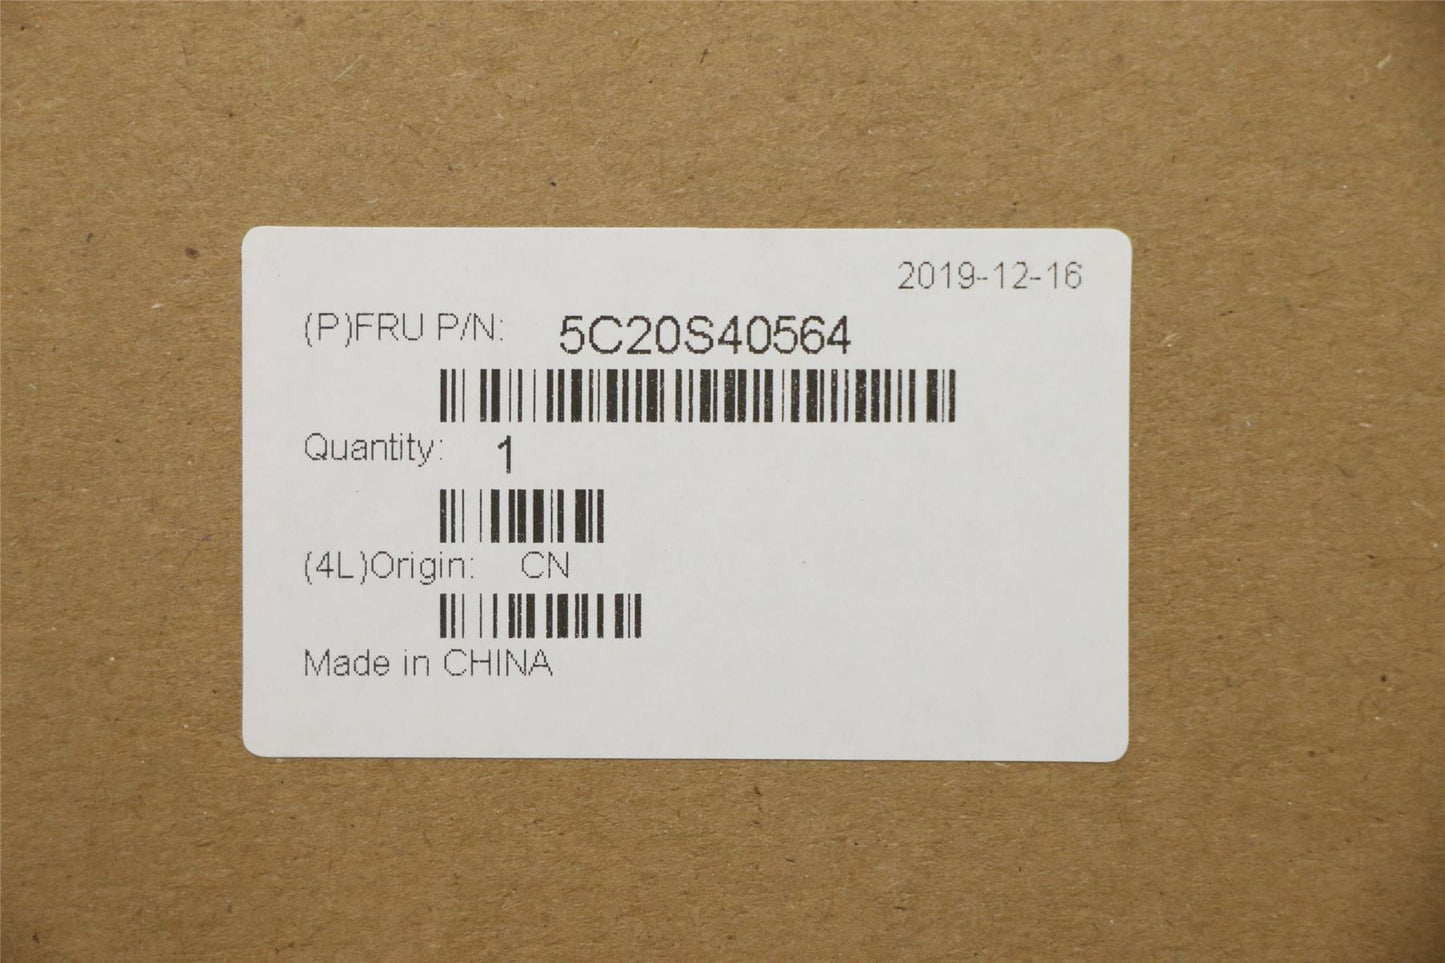 2019-12-16
(P)FRU P/N: 5C20S40564
Quantity: 1
(4L)Origin: CN
Made in CHINA